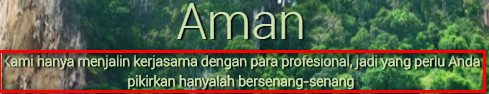 Aman
Kami hanya menjalin kerjasama dengan para profesional, jadi yang perlu Anda
pikirkan hanyalah bersenang-senang